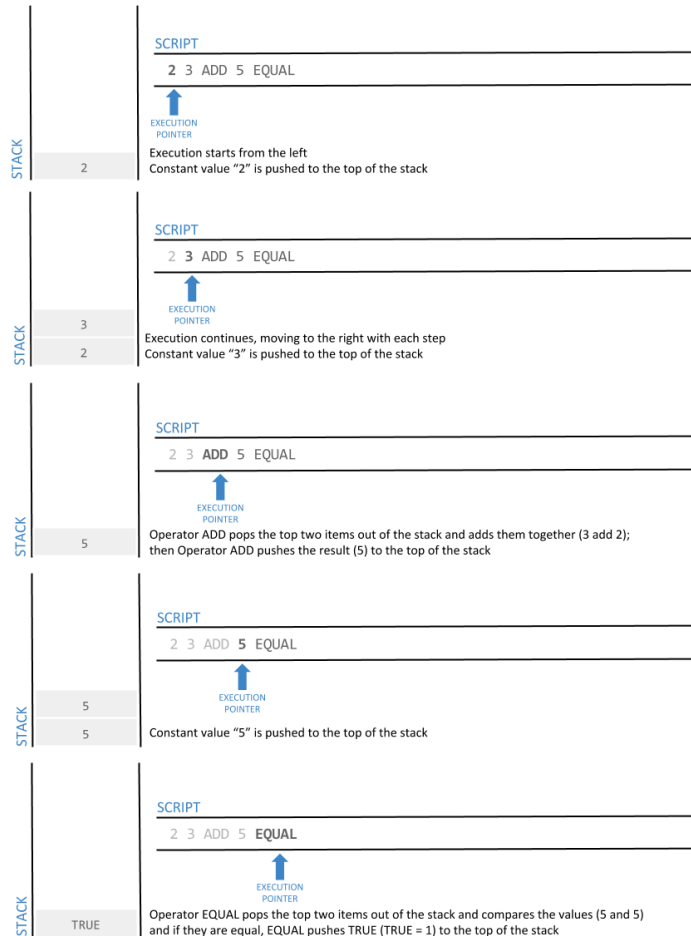 SCRIPT
2 3 ADD 5 EQUAL
EXECUTION
POINTER
STACK
2
Execution starts from the left
Constant value “2” is pushed to the top of the stack
SCRIPT
2 3 ADD 5 EQUAL
EXECUTION
POINTER
STACK
3
2
Execution continues, moving to the right with each step
Constant value “3” is pushed to the top of the stack
SCRIPT
2 3 ADD 5 EQUAL
EXECUTION
POINTER
STACK
5
Operator ADD pops the top two items out of the stack and adds them together (3 add 2);
then Operator ADD pushes the result (5) to the top of the stack
SCRIPT
2 3 ADD 5 EQUAL
EXECUTION
POINTER
STACK
5
5
Constant value “5” is pushed to the top of the stack
SCRIPT
2 3 ADD 5 EQUAL
EXECUTION
POINTER
STACK
TRUE
Operator EQUAL pops the top two items out of the stack and compares the values (5 and 5)
and if they are equal, EQUAL pushes TRUE (TRUE = 1) to the top of the stack